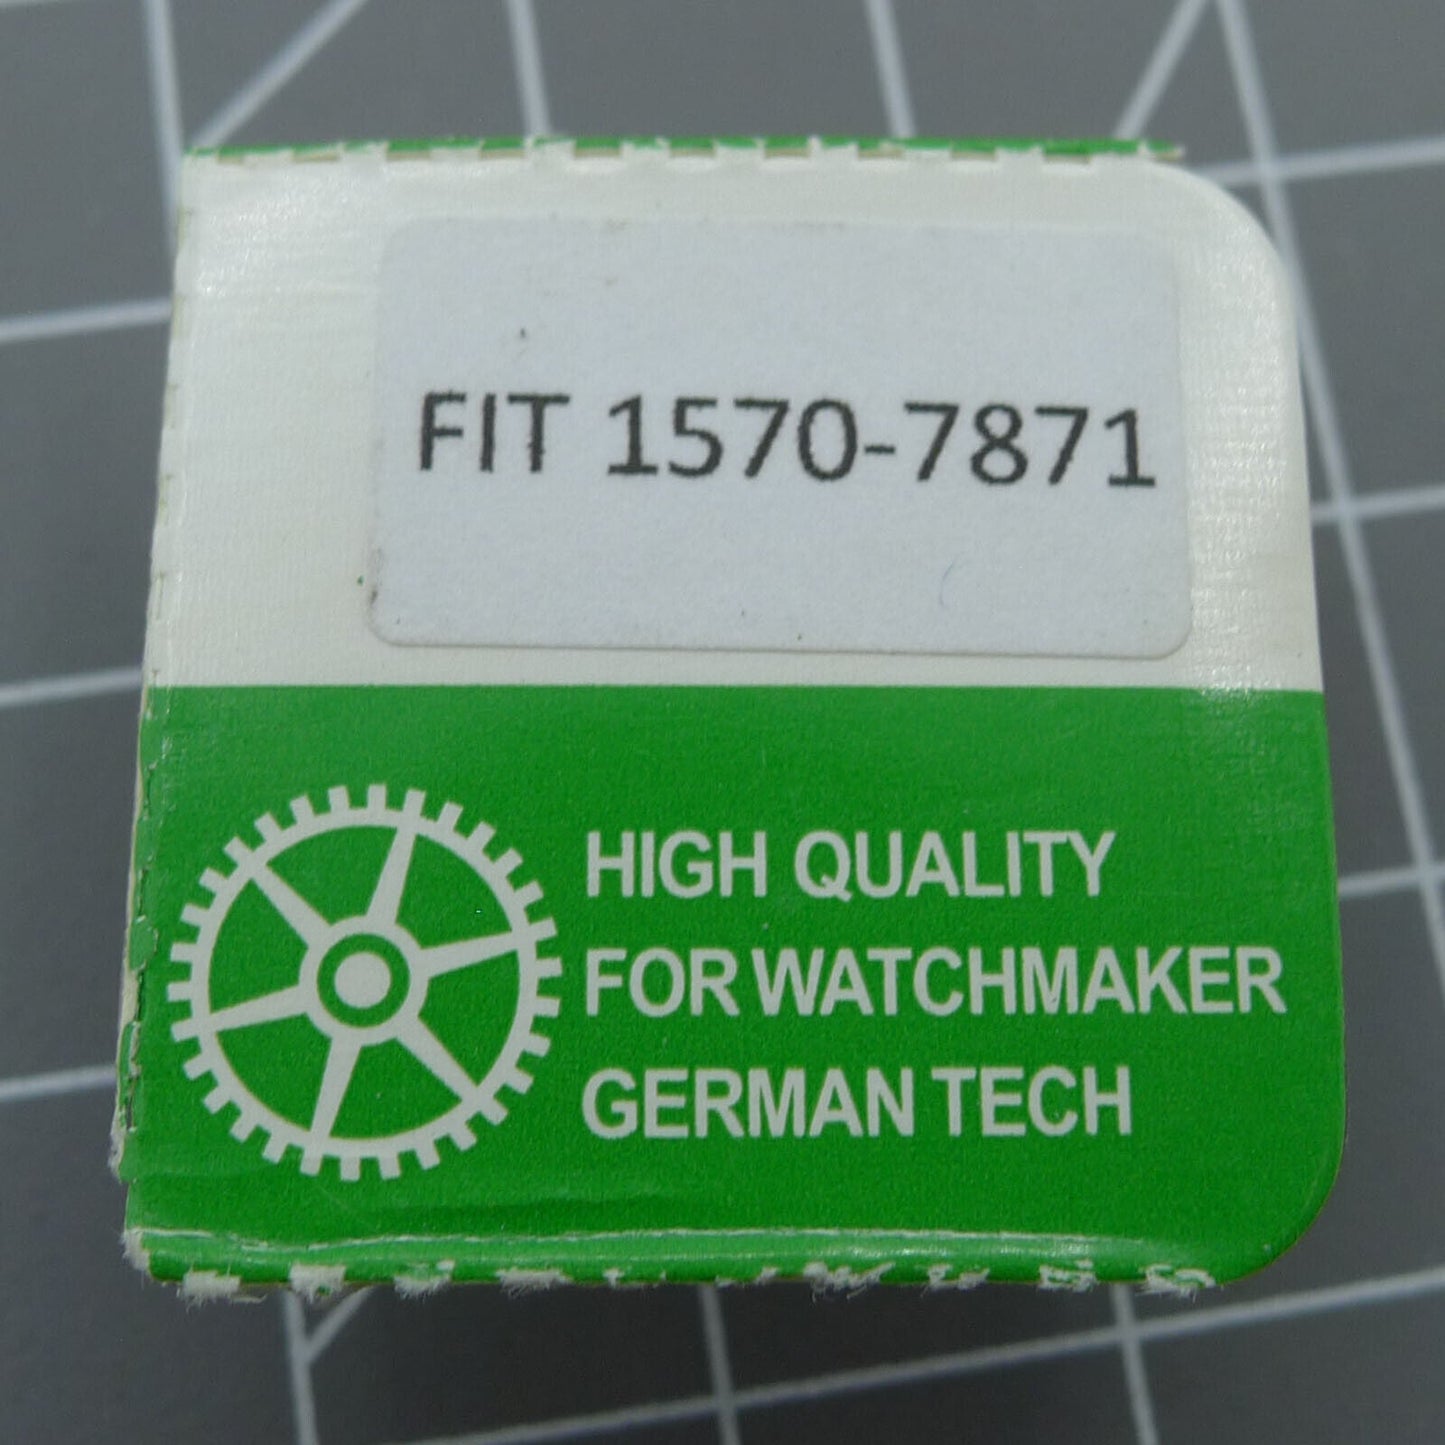 FIT 1570-7871
HIGH QUALITY
FOR WATCHMAKER
GERMAN TECH